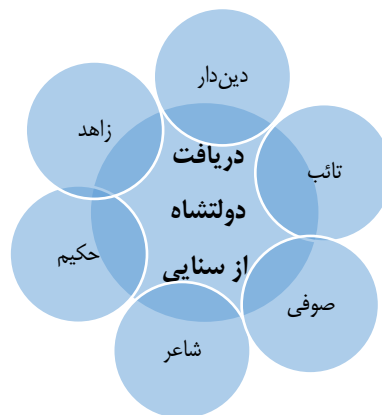 دین‌دار
تائب
صوفی
شاعر
حکیم
زاهد
دریافت
دولتشاه
از سنایی